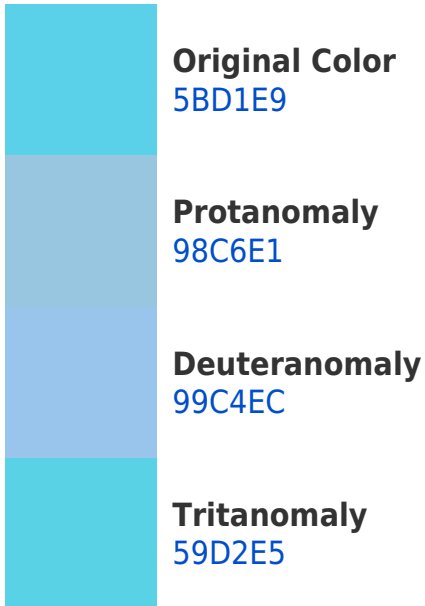 Original Color
5BD1E9
Protanomaly
98C6E1
Deuteranomaly
99C4EC
Tritanomaly
59D2E5